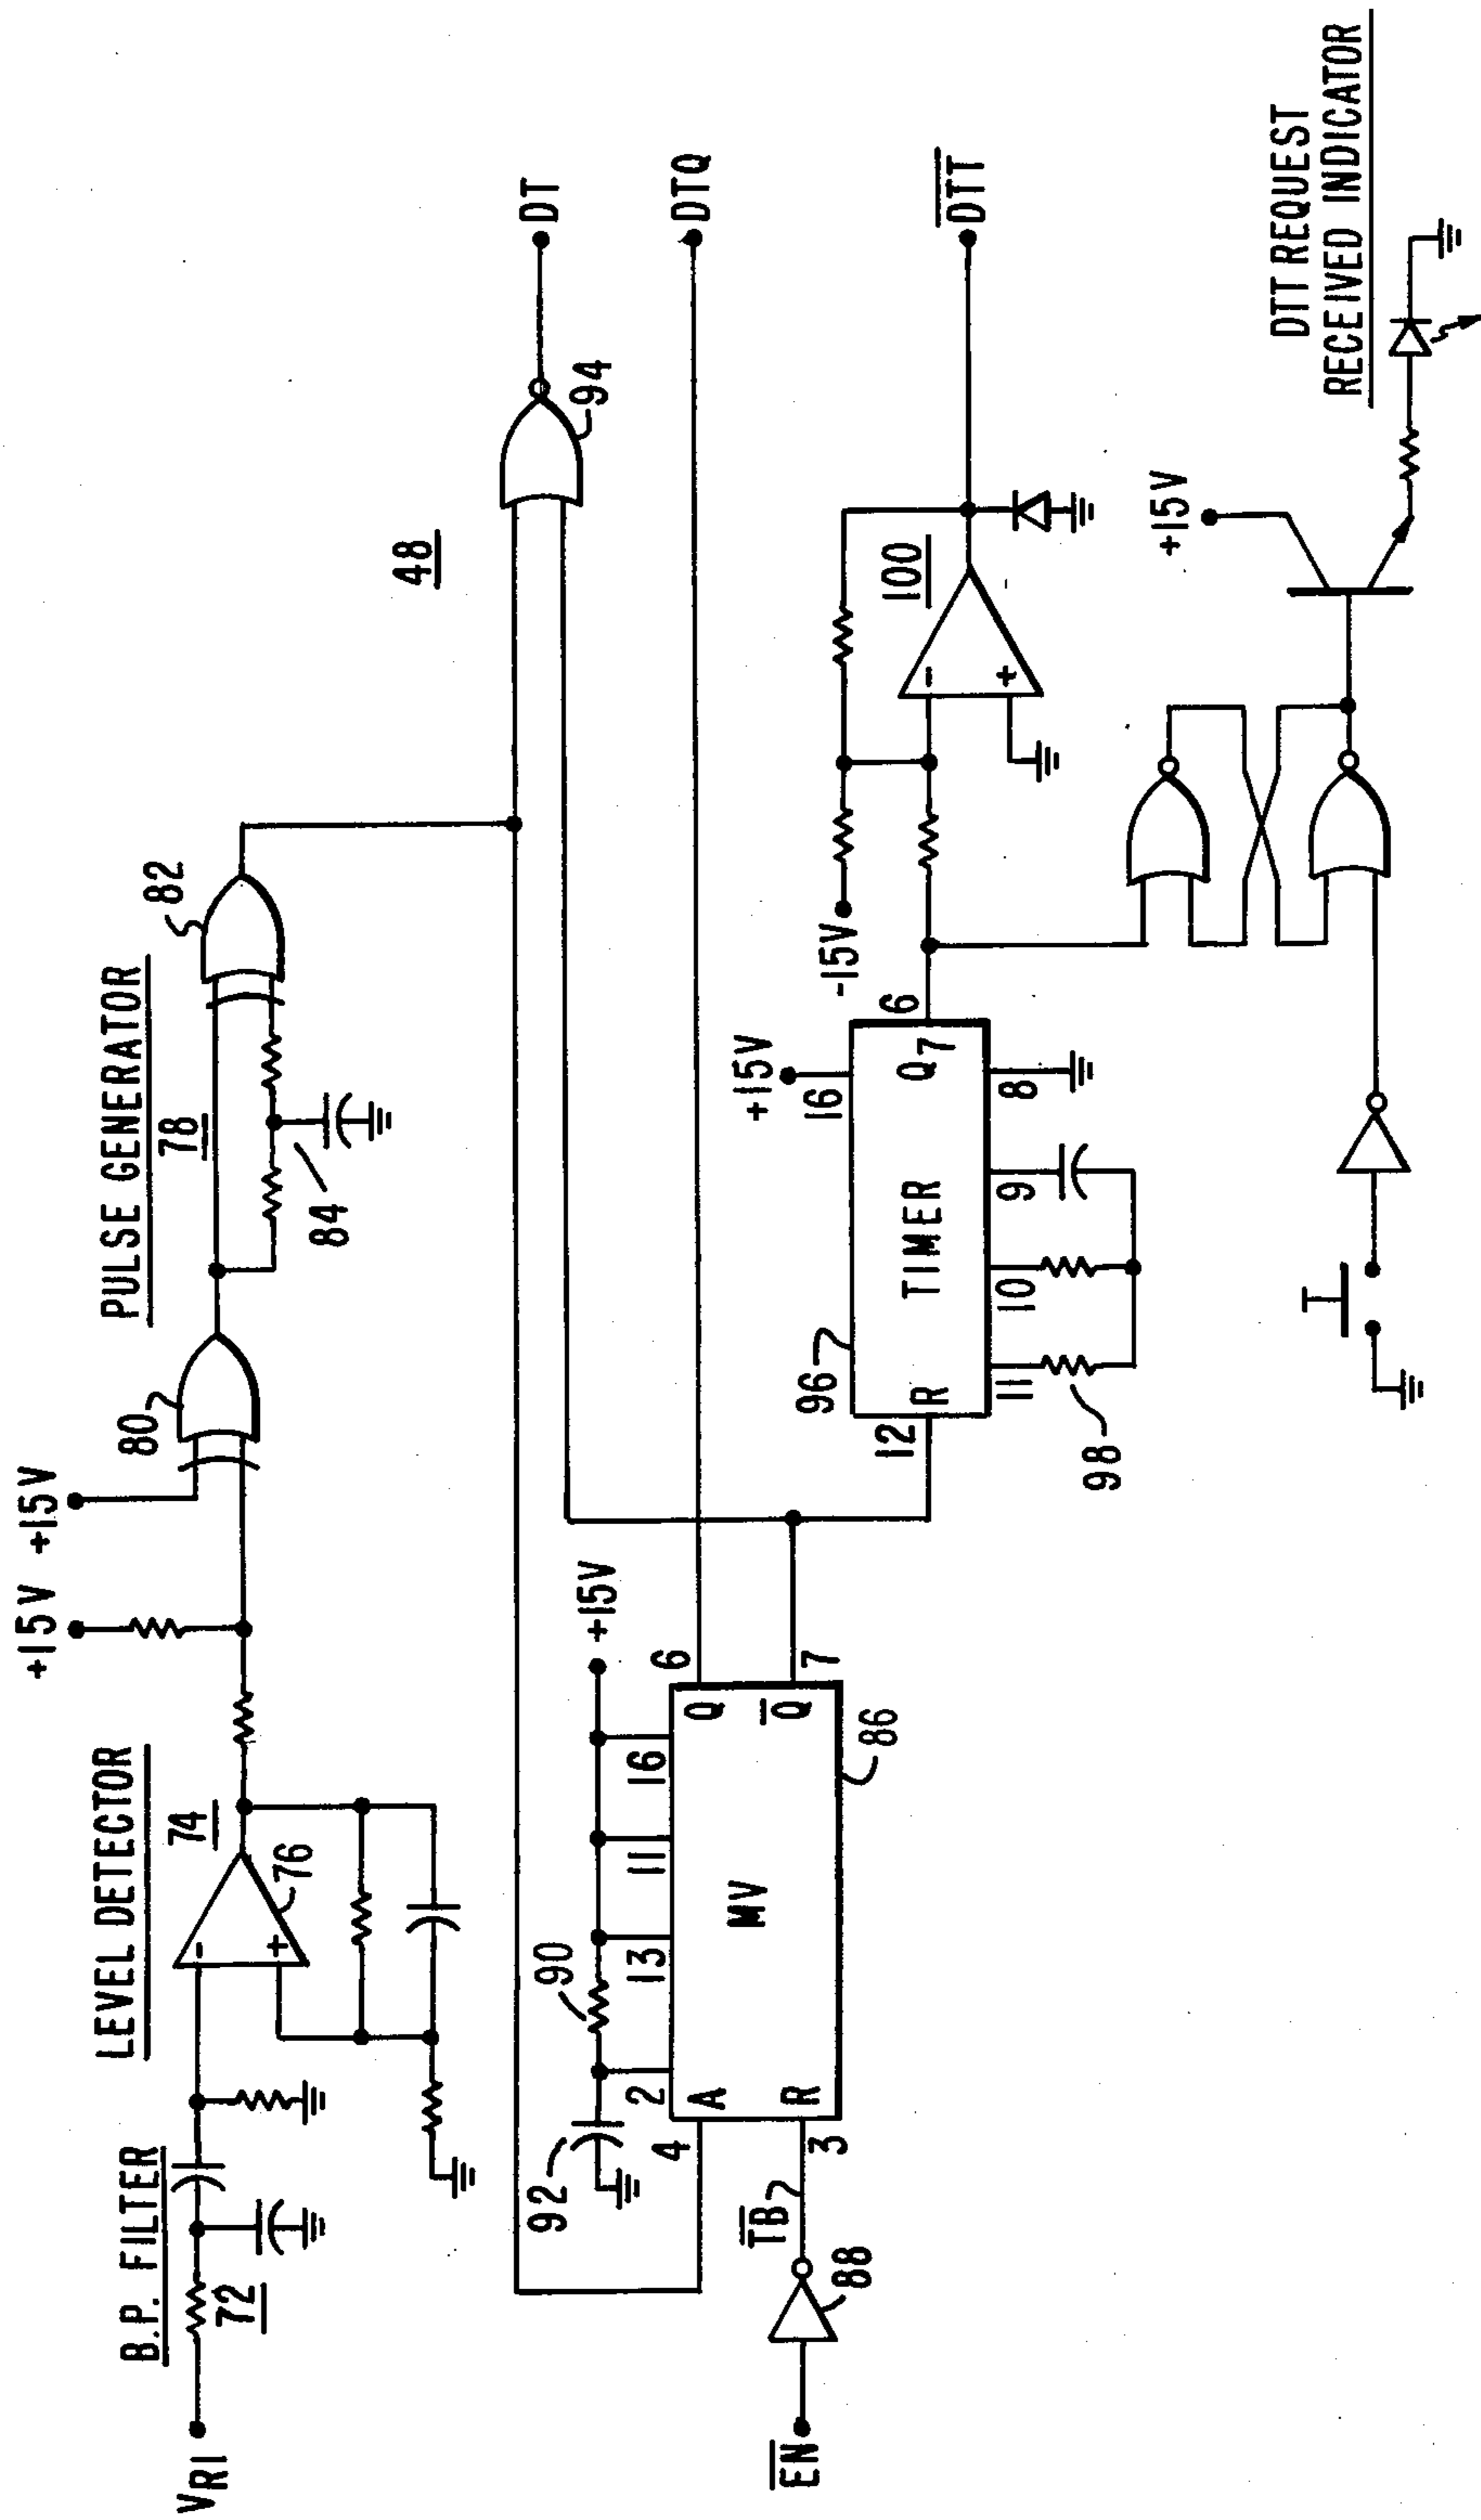 B.P. FILTER
72
VRI
LEVEL DETECTOR
74
76
-
+
+15V
+15V
80
PULSE GENERATOR
78
82
84
48
94
DT
DTQ
DTT
92
90
+15V
2
13
11
16
4
A
MV
Q
6
Q
7
R
3
86
EN
88
TB
96
12
R
TIMER
+15V
16
Q
6
7
11
10
9
8
98
-15V
100
-
+
+15V
DTT REQUEST
RECEIVED INDICATOR